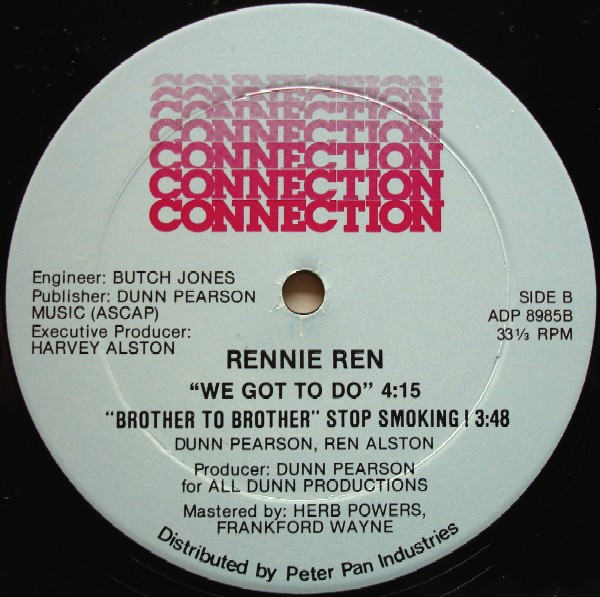 CONNECTION
CONNECTION
CONNECTION
CONNECTION
CONNECTION
CONNECTION
CONNECTION
Engineer: BUTCH JONES
Publisher: DUNN PEARSON
MUSIC (ASCAP)
Executive Producer:
HARVEY ALSTON
SIDE B
ADP 8985B
33⅓ RPM
RENNIE REN
"WE GOT TO DO" 4:15
"BROTHER TO BROTHER" STOP SMOKING! 3:48
DUNN PEARSON, REN ALSTON
Producer: DUNN PEARSON
for ALL DUNN PRODUCTIONS
Mastered by: HERB POWERS,
FRANKFORD WAYNE
Distributed by Peter Pan Industries